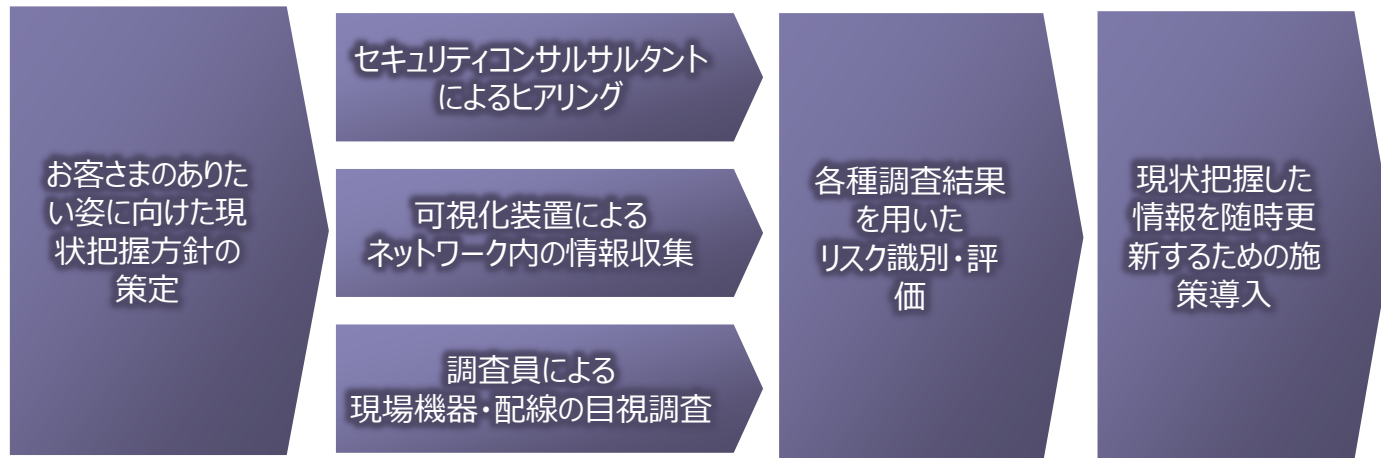 お客さまのありた
い姿に向けた現
状把握方針の
策定
セキュリティコンサルサルタント
によるヒアリング
可視化装置による
ネットワーク内の情報収集
調査員による
現場機器・配線の目視調査
各種調査結果
を用いた
リスク識別・評
価
現状把握した
情報を随時更
新するための施
策導入